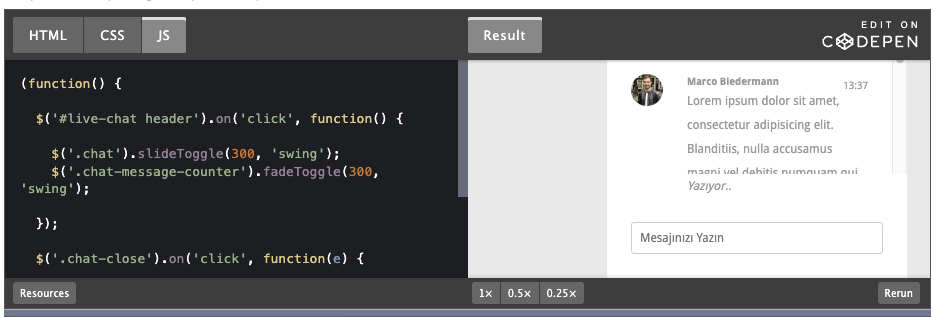 HTML
CSS
JS
Result
EDIT ON
CODEPEN
(function() {
$('#live-chat header').on('click', function() {
$('.chat').slideToggle(300, 'swing');
$('.chat-message-counter').fadeToggle(300,
'swing');
});
$('.chat-close').on('click', function(e) {
Marco Biedermann
13:37
Lorem ipsum dolor sit amet,
consectetur adipisicing elit.
Blanditiis, nulla accusamus
magni vel debitis numquam qui
Yazıyor..
Mesajınızı Yazın
Resources
1×
0.5×
0.25×
Rerun